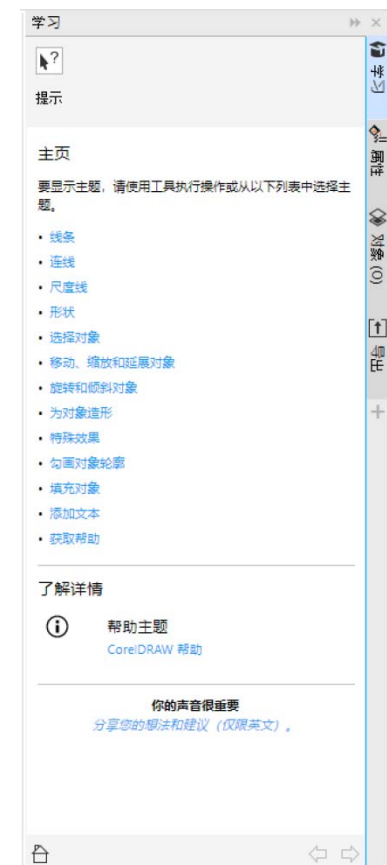 学习
提示
主页
要显示主题，请使用工具执行操作或从以下列表中选择主
题。
• 线条
• 连线
• 尺度线
• 形状
• 选择对象
• 移动、缩放和延展对象
• 旋转和倾斜对象
• 为对象造形
• 特殊效果
• 勾画对象轮廓
• 填充对象
• 添加文本
• 获取帮助
了解详情
帮助主题
CorelDRAW 帮助
你的声音很重要
分享您的想法和建议（仅限英文）。
学习
属性
对象 (O)
导出